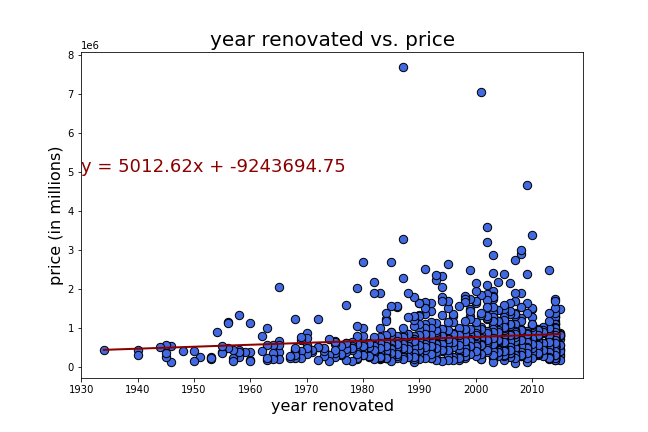 year renovated vs. price
1e6
8
7
6
5
4
3
2
1
0
price (in millions)
y = 5012.62x + -9243694.75
1930 1940 1950 1960 1970 1980 1990 2000 2010
year renovated